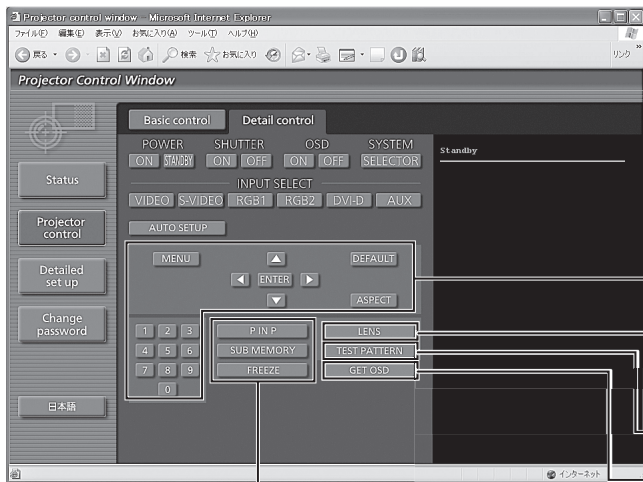 Projector control window - Microsoft Internet Explorer
ファイル(F) 編集(E) 表示(V) お気に入り(A) ツール(T) ヘルプ(H)
戻る 検索 お気に入り リンク »
Projector Control Window
Basic control Detail control
POWER SHUTTER OSD SYSTEM
ON STANDBY ON OFF ON OFF SELECTOR
Standby
INPUT SELECT
VIDEO S-VIDEO RGB1 RGB2 DVI-D AUX
AUTO SETUP
MENU DEFAULT
ENTER
ASPECT
Status
Projector
control
Detailed
set up
Change
password
日本語
1 2 3 P IN P LENS
4 5 6 SUB MEMORY TEST PATTERN
7 8 9 FREEZE GET OSD
0
インターネット